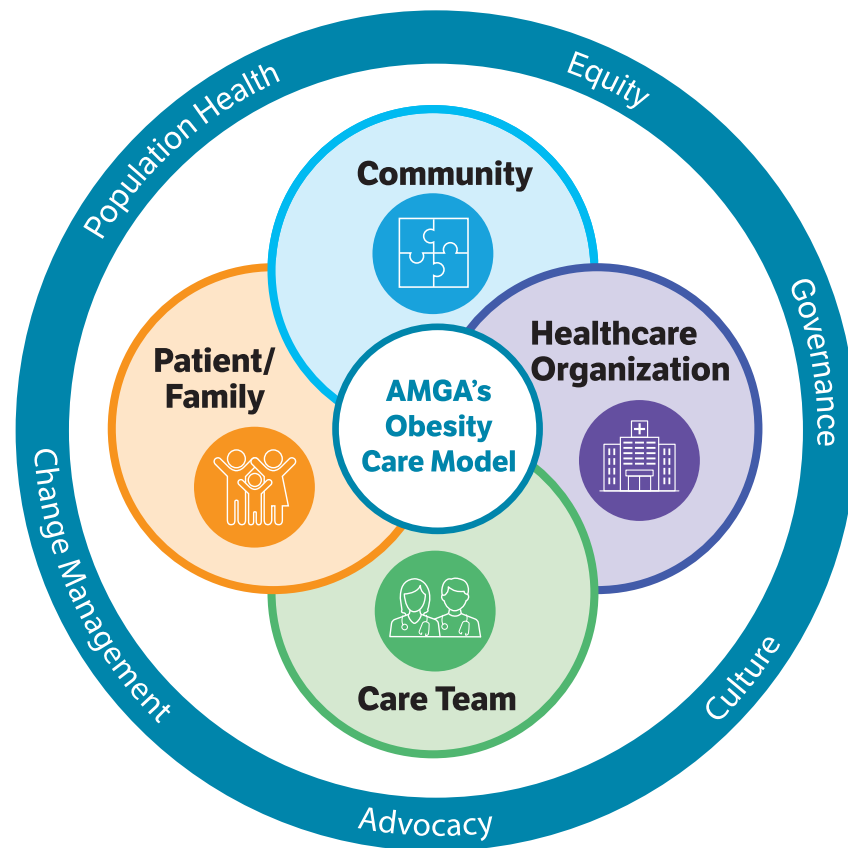 Population Health
Equity
Governance
Culture
Advocacy
Change Management
Community
Patient/
Family
Healthcare
Organization
AMGA’s
Obesity
Care Model
Care Team